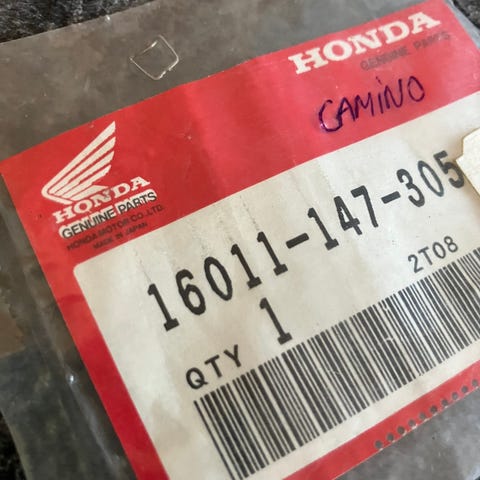 HONDA
GENUINE PARTS
CAMINO
HONDA
GENUINE PARTS
HONDA MOTOR CO., LTD.
MADE IN JAPAN
16011-147-305
2T08
QTY 1